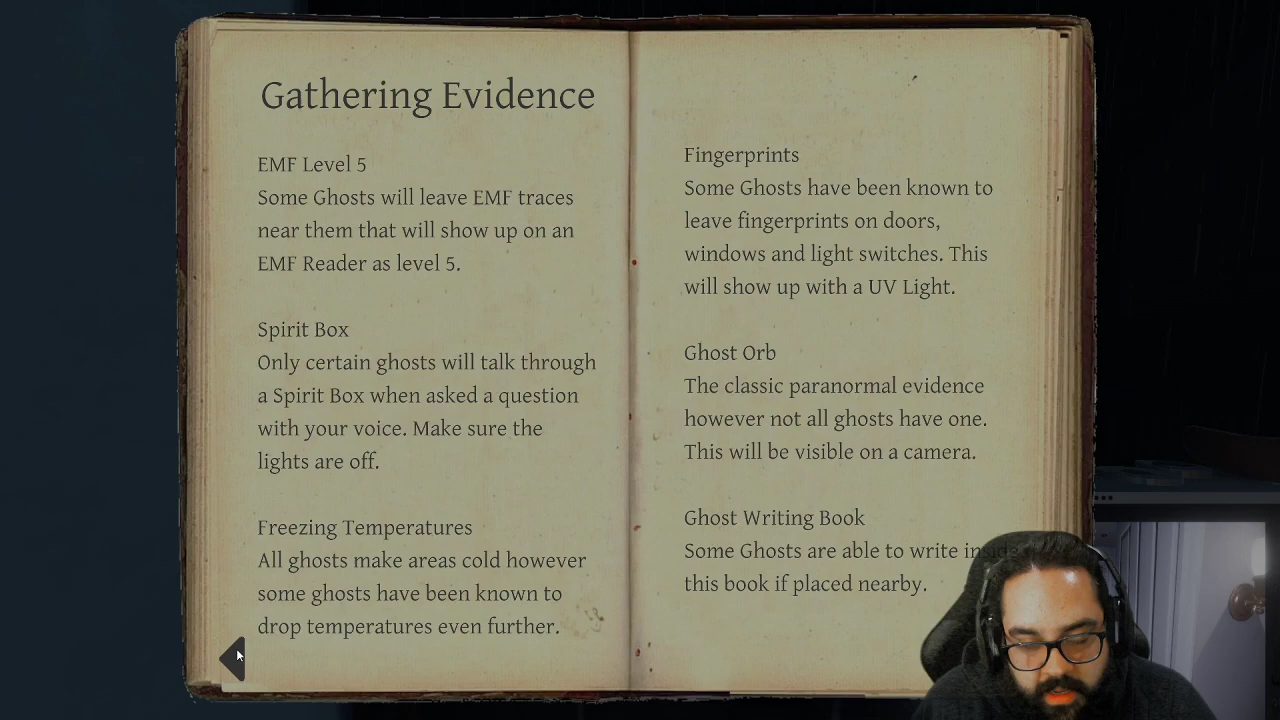 Gathering Evidence
EMF Level 5
Some Ghosts will leave EMF traces
near them that will show up on an
EMF Reader as level 5.
Spirit Box
Only certain ghosts will talk through
a Spirit Box when asked a question
with your voice. Make sure the
lights are off.
Freezing Temperatures
All ghosts make areas cold however
some ghosts have been known to
drop temperatures even further.
Fingerprints
Some Ghosts have been known to
leave fingerprints on doors,
windows and light switches. This
will show up with a UV Light.
Ghost Orb
The classic paranormal evidence
however not all ghosts have one.
This will be visible on a camera.
Ghost Writing Book
Some Ghosts are able to write inside
this book if placed nearby.